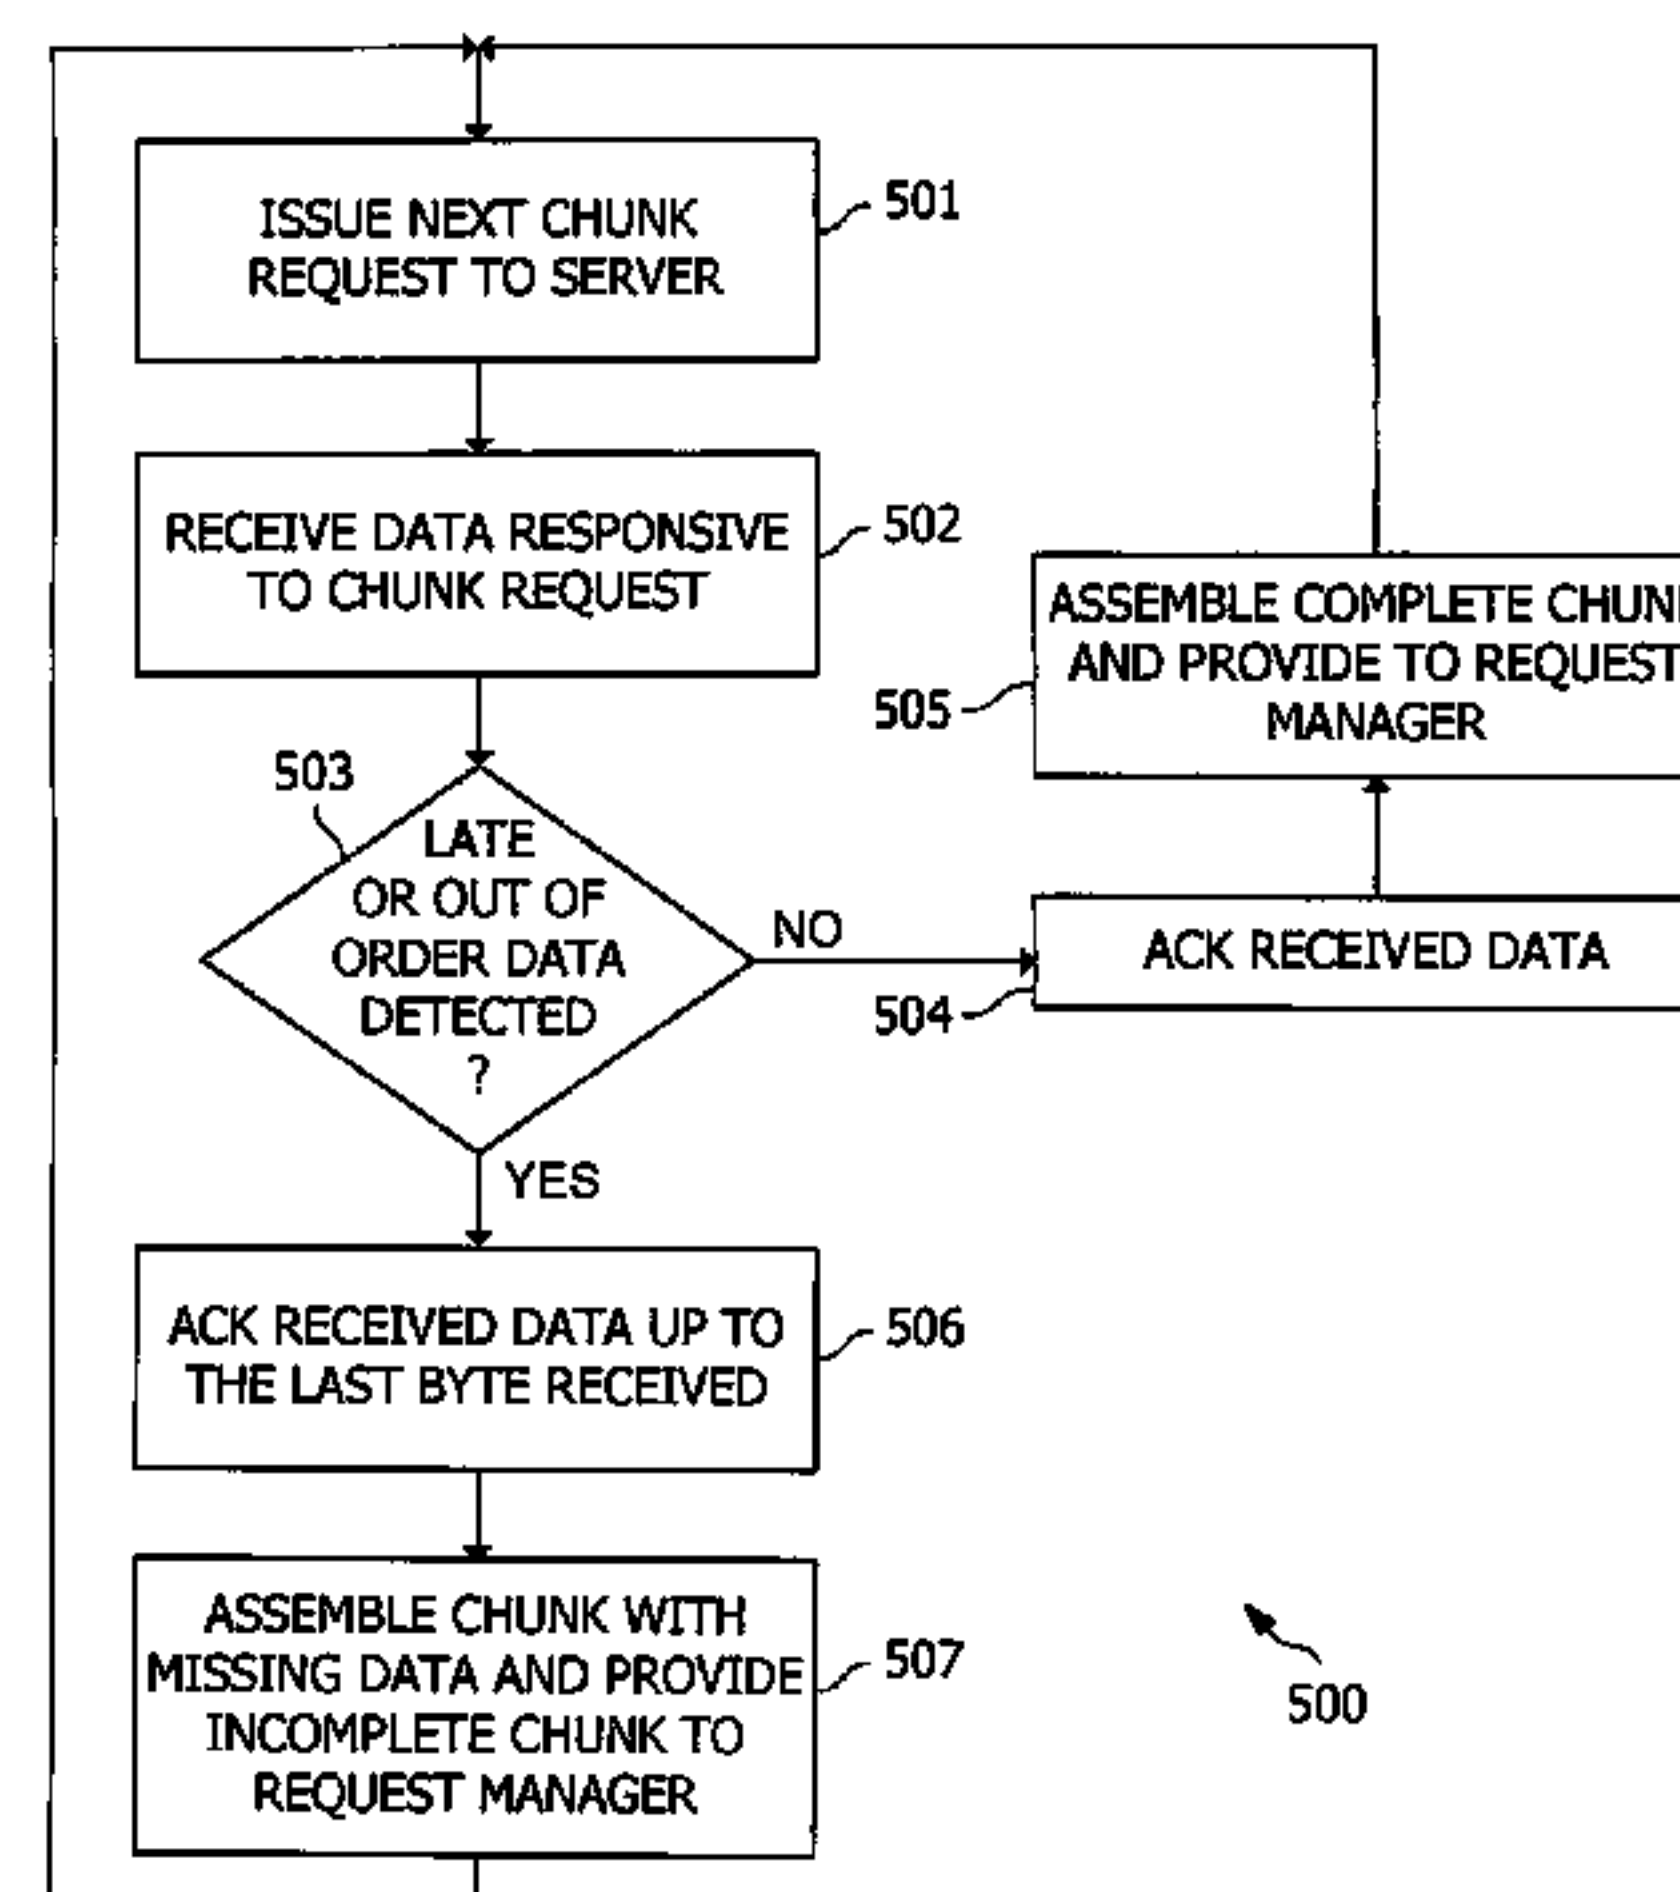 ISSUE NEXT CHUNK
REQUEST TO SERVER
501
RECEIVE DATA RESPONSIVE
TO CHUNK REQUEST
502
503
LATE
OR OUT OF
ORDER DATA
DETECTED
?
NO
YES
ASSEMBLE COMPLETE
AND PROVIDE TO REQUEST
MANAGER
505
ACK RECEIVED DATA
504
ACK RECEIVED DATA UP TO
THE LAST BYTE RECEIVED
506
ASSEMBLE CHUNK WITH
MISSING DATA AND PROVIDE
INCOMPLETE CHUNK TO
REQUEST MANAGER
507
500